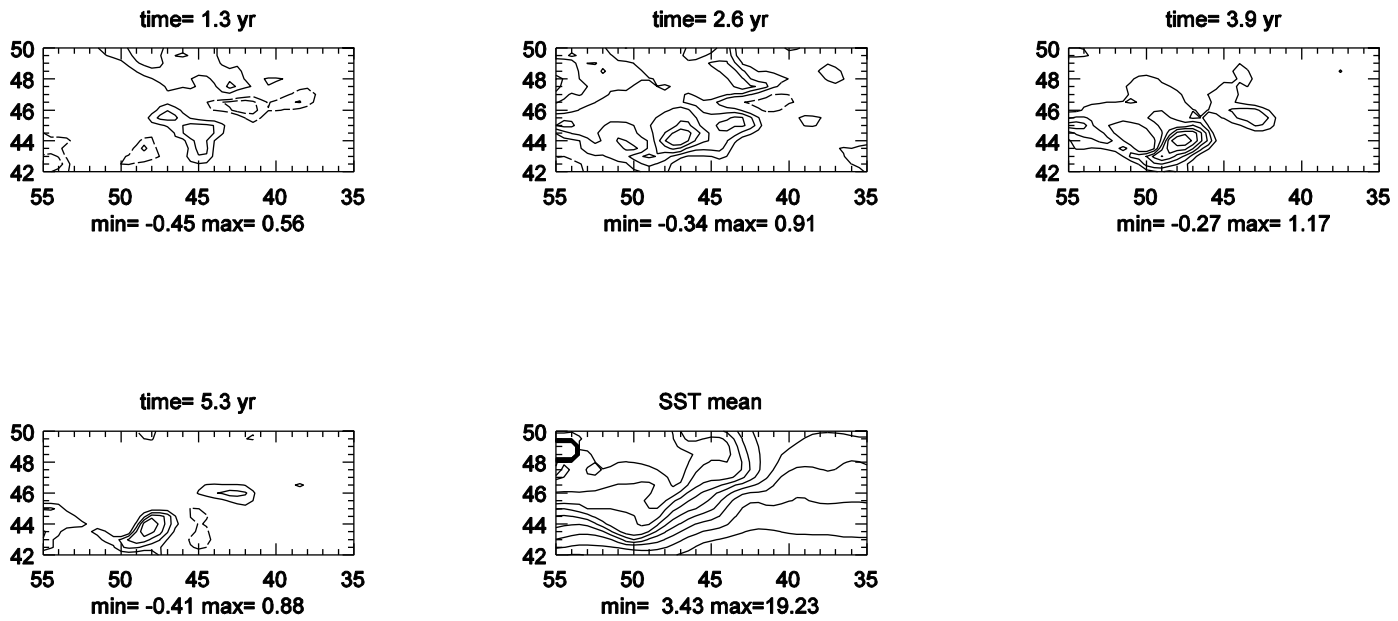 time= 1.3 yr
50
48
46
44
42
55 50 45 40 35
min= -0.45 max= 0.56
time= 2.6 yr
50
48
46
44
42
55 50 45 40 35
min= -0.34 max= 0.91
time= 3.9 yr
50
48
46
44
42
55 50 45 40 35
min= -0.27 max= 1.17
time= 5.3 yr
50
48
46
44
42
55 50 45 40 35
min= -0.41 max= 0.88
SST mean
50
48
46
44
42
55 50 45 40 35
min= 3.43 max=19.23